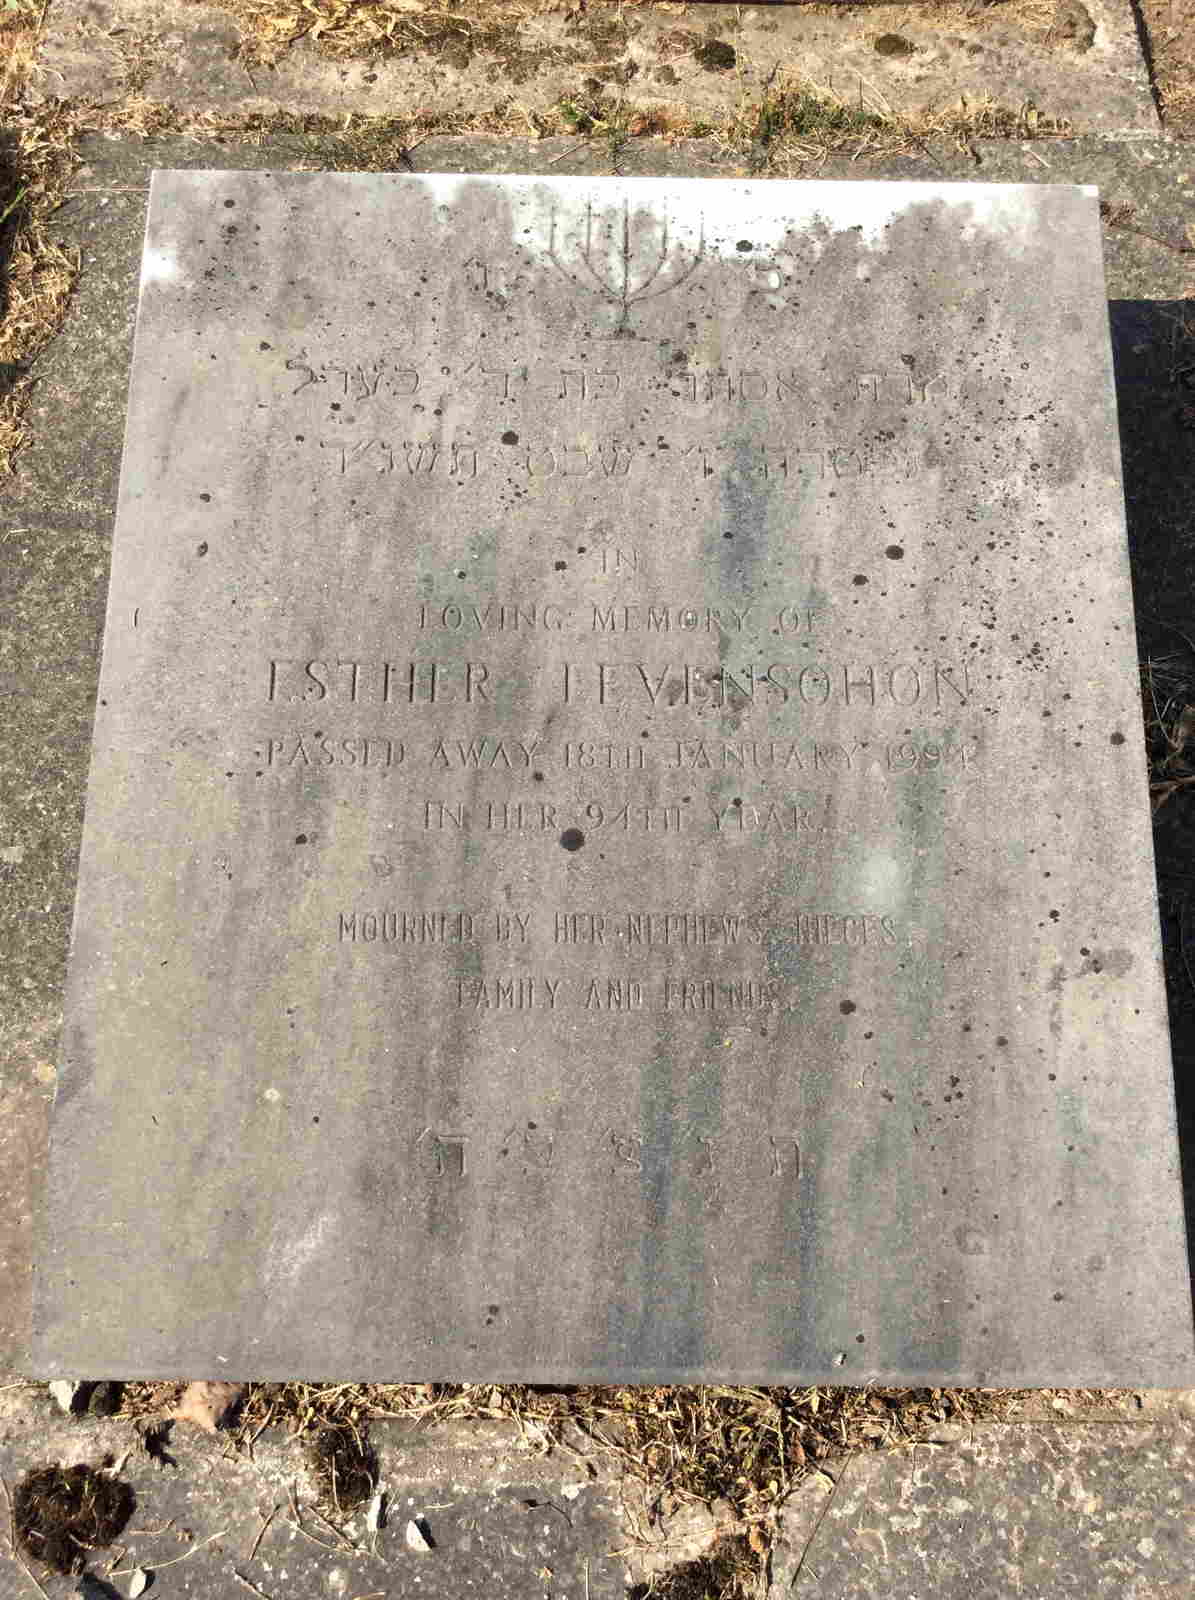 פ' נ'
מרת אסתר בת ר' בערל
נפטרה ו' שבט תשנ"ד
IN
LOVING MEMORY OF
ESTHER LEVENSOHON
PASSED AWAY 18TH JANUARY 1994
IN HER 94TH YEAR.
MOURNED BY HER NEPHEWS, NIECES,
FAMILY AND FRIENDS.
ת' נ' צ' ב' ה'